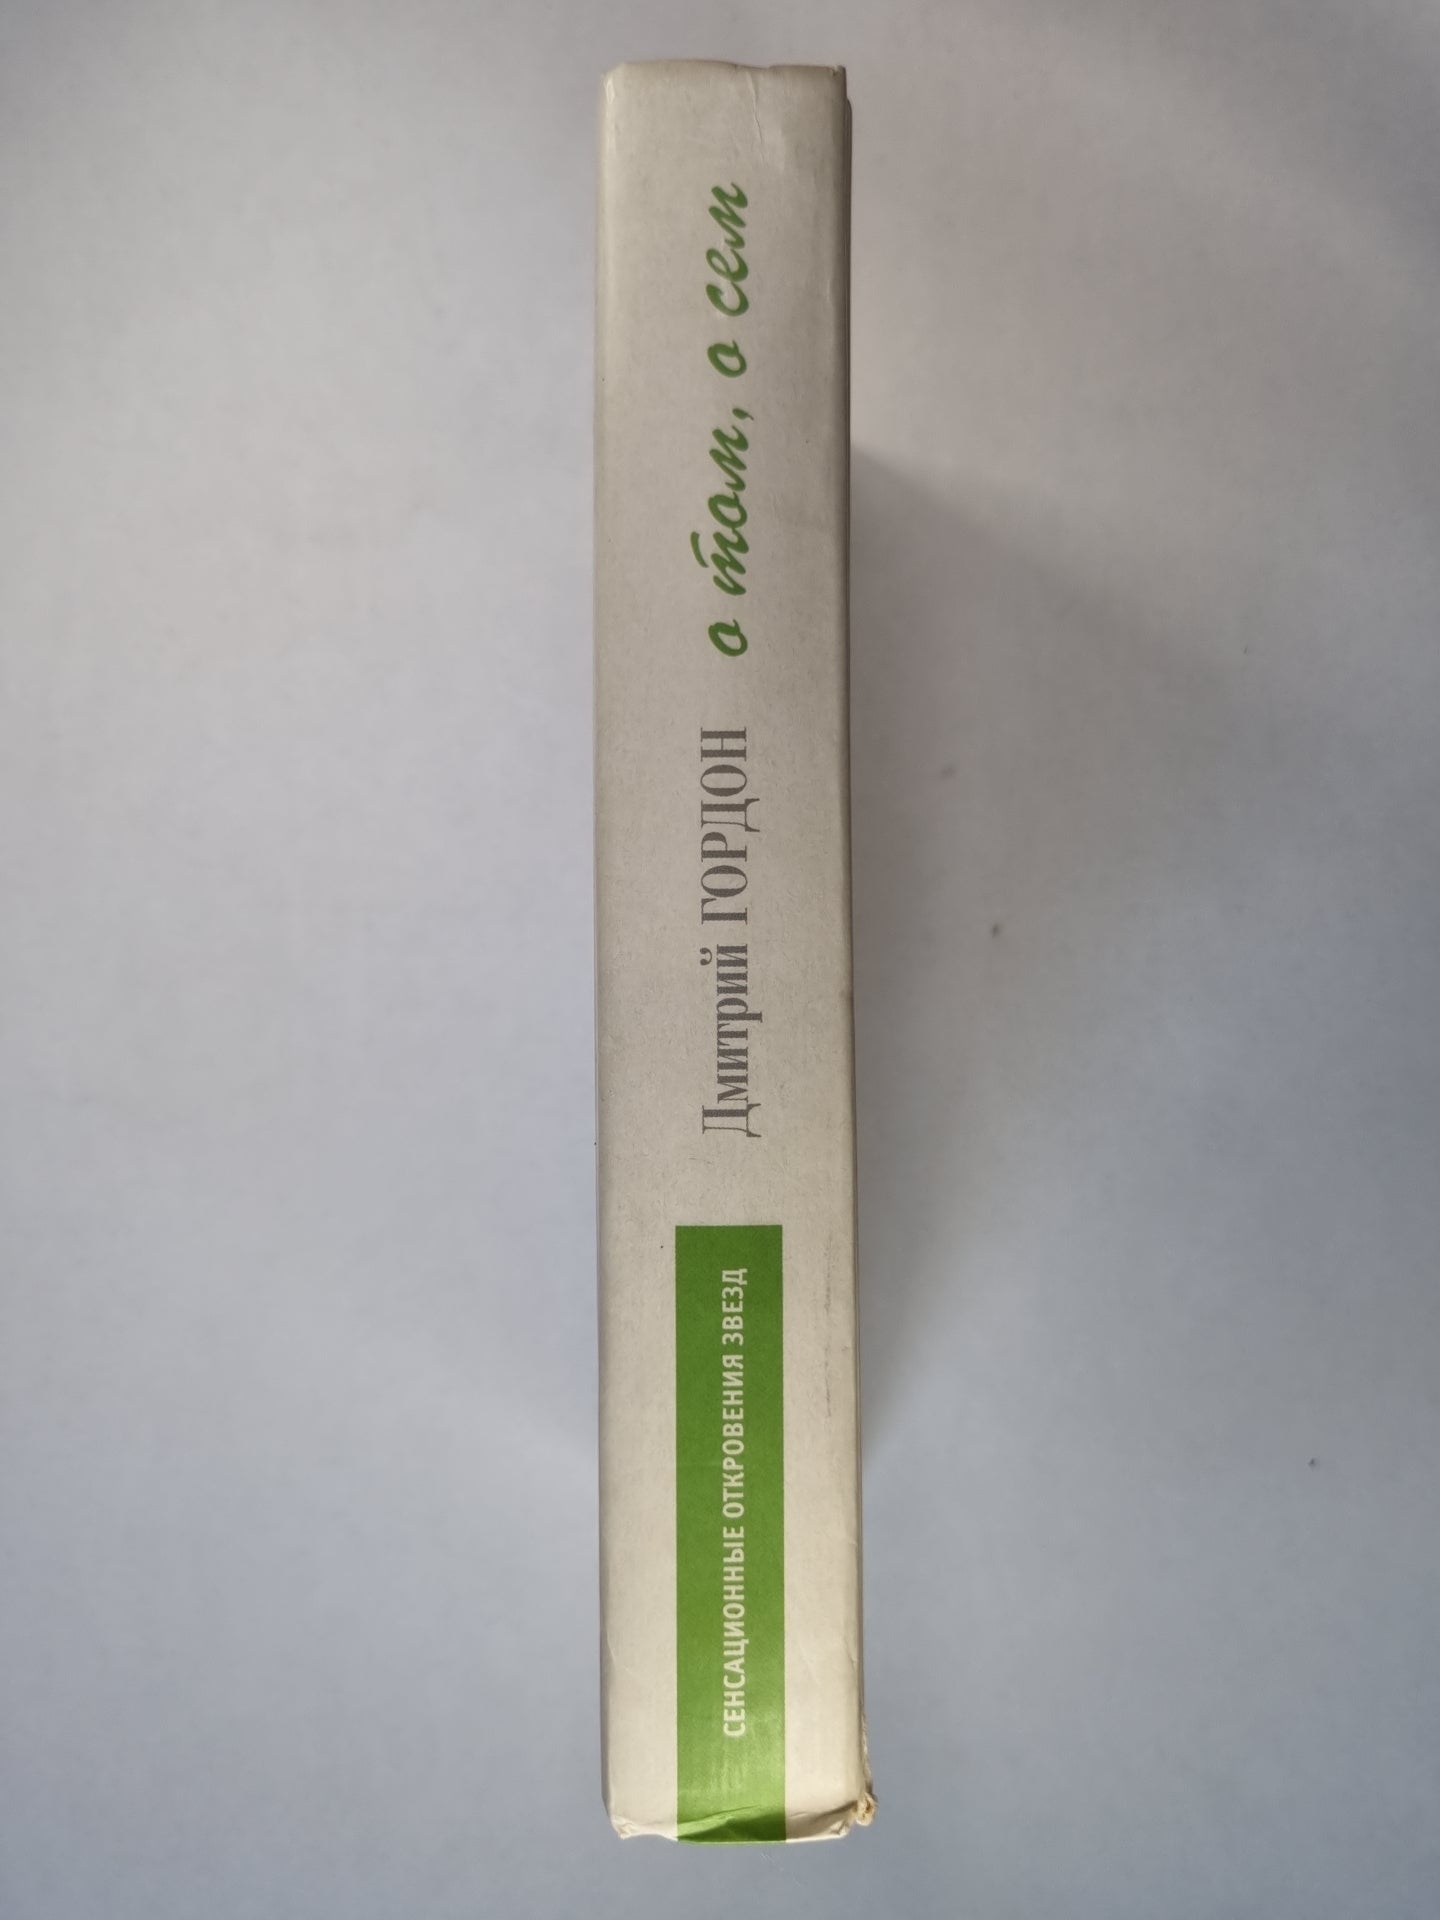 СЕНСАЦИОННЫЕ ОТКРОВЕНИЯ ЗВЕЗД
Дмитрий ГОРДОН
о том, о сем